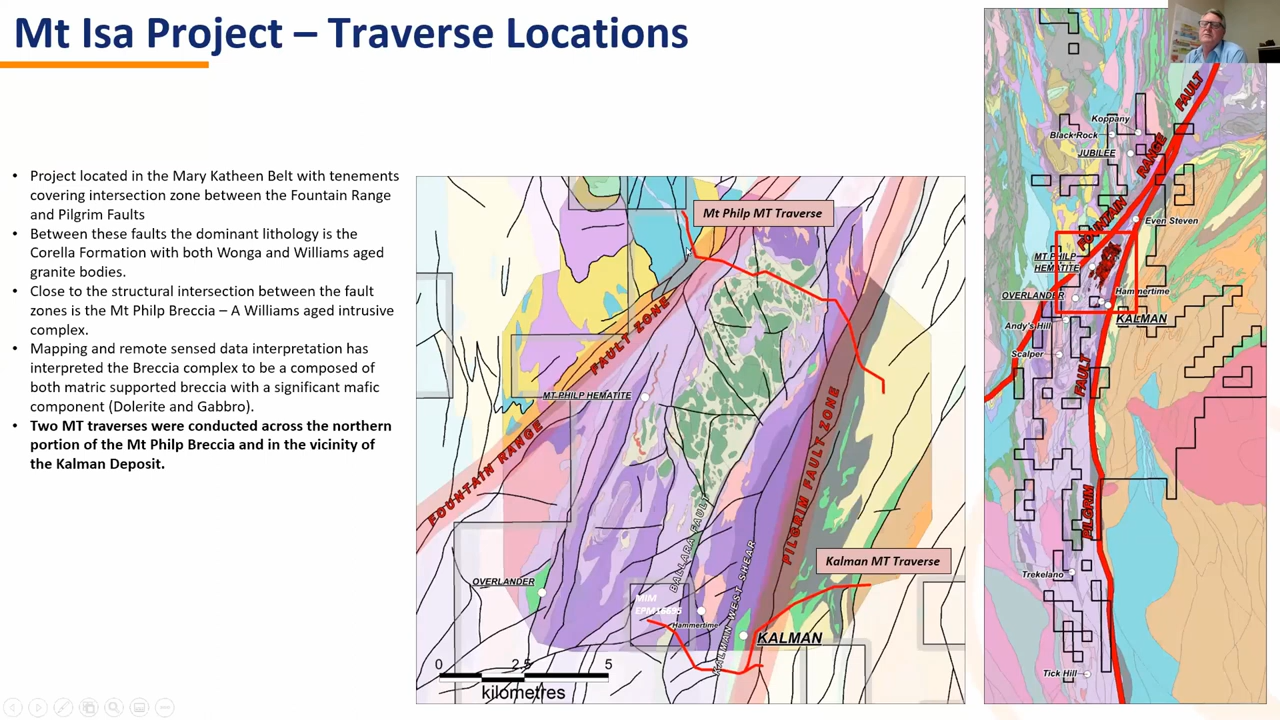 Mt Isa Project – Traverse Locations
• Project located in the Mary Katheen Belt with tenements
covering intersection zone between the Fountain Range
and Pilgrim Faults
• Between these faults the dominant lithology is the
Corella Formation with both Wonga and Williams aged
granite bodies.
• Close to the structural intersection between the fault
zones is the Mt Philp Breccia – A Williams aged intrusive
complex.
• Mapping and remote sensed data interpretation has
interpreted the Breccia complex to be a composed of
both matric supported breccia with a significant mafic
component (Dolerite and Gabbro).
• Two MT traverses were conducted across the northern
portion of the Mt Philp Breccia and in the vicinity of
the Kalman Deposit.
Mt Philp MT Traverse
FOUNTAIN RANGE FAULT ZONE
MT PHILP HEMATITE
PILGRIM FAULT ZONE
BALLARA FAULT
KALMAN WEST SHEAR
Kalman MT Traverse
OVERLANDER
MIM
Hammertime
KALMAN
0 2.5 5
kilometres
FOUNTAIN RANGE FAULT
Koppany
Black Rock
JUBILEE
Even Steven
MT PHILP
HEMATITE
Hammertime
OVERLANDER
KALMAN
Andy's Hill
Scalper
PILGRIM FAULT
Trekelano
Tick Hill